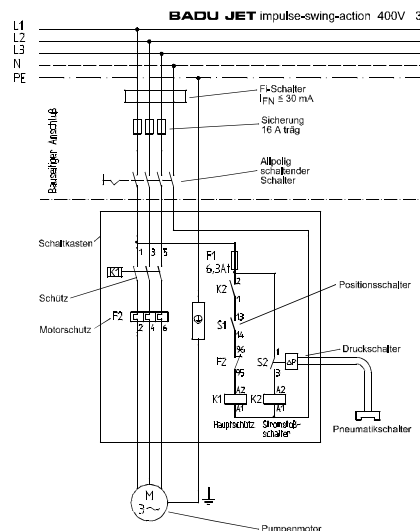 BADU JET impulse-swing-action 400V 3
L1
L2
L3
N
PE
FI-Schalter
I_FN ≤ 30 mA
Sicherung
16 A träg
Bauseitiger Anschluß
Allpolig
schaltender
Schalter
Schaltkasten
1 3 5
F1
6,3At
K1
K2
2
1
Positionsschalter
Schütz
S1
13
14
Motorschutz
F2
2 4 6
F2
96
95
S2
1
3
ΔP
Druckschalter
K1
A2
A1
K2
A2
A1
Hauptschütz
Stromstoß-
schalter
Pneumatikschalter
M
3~
Pumpenmotor